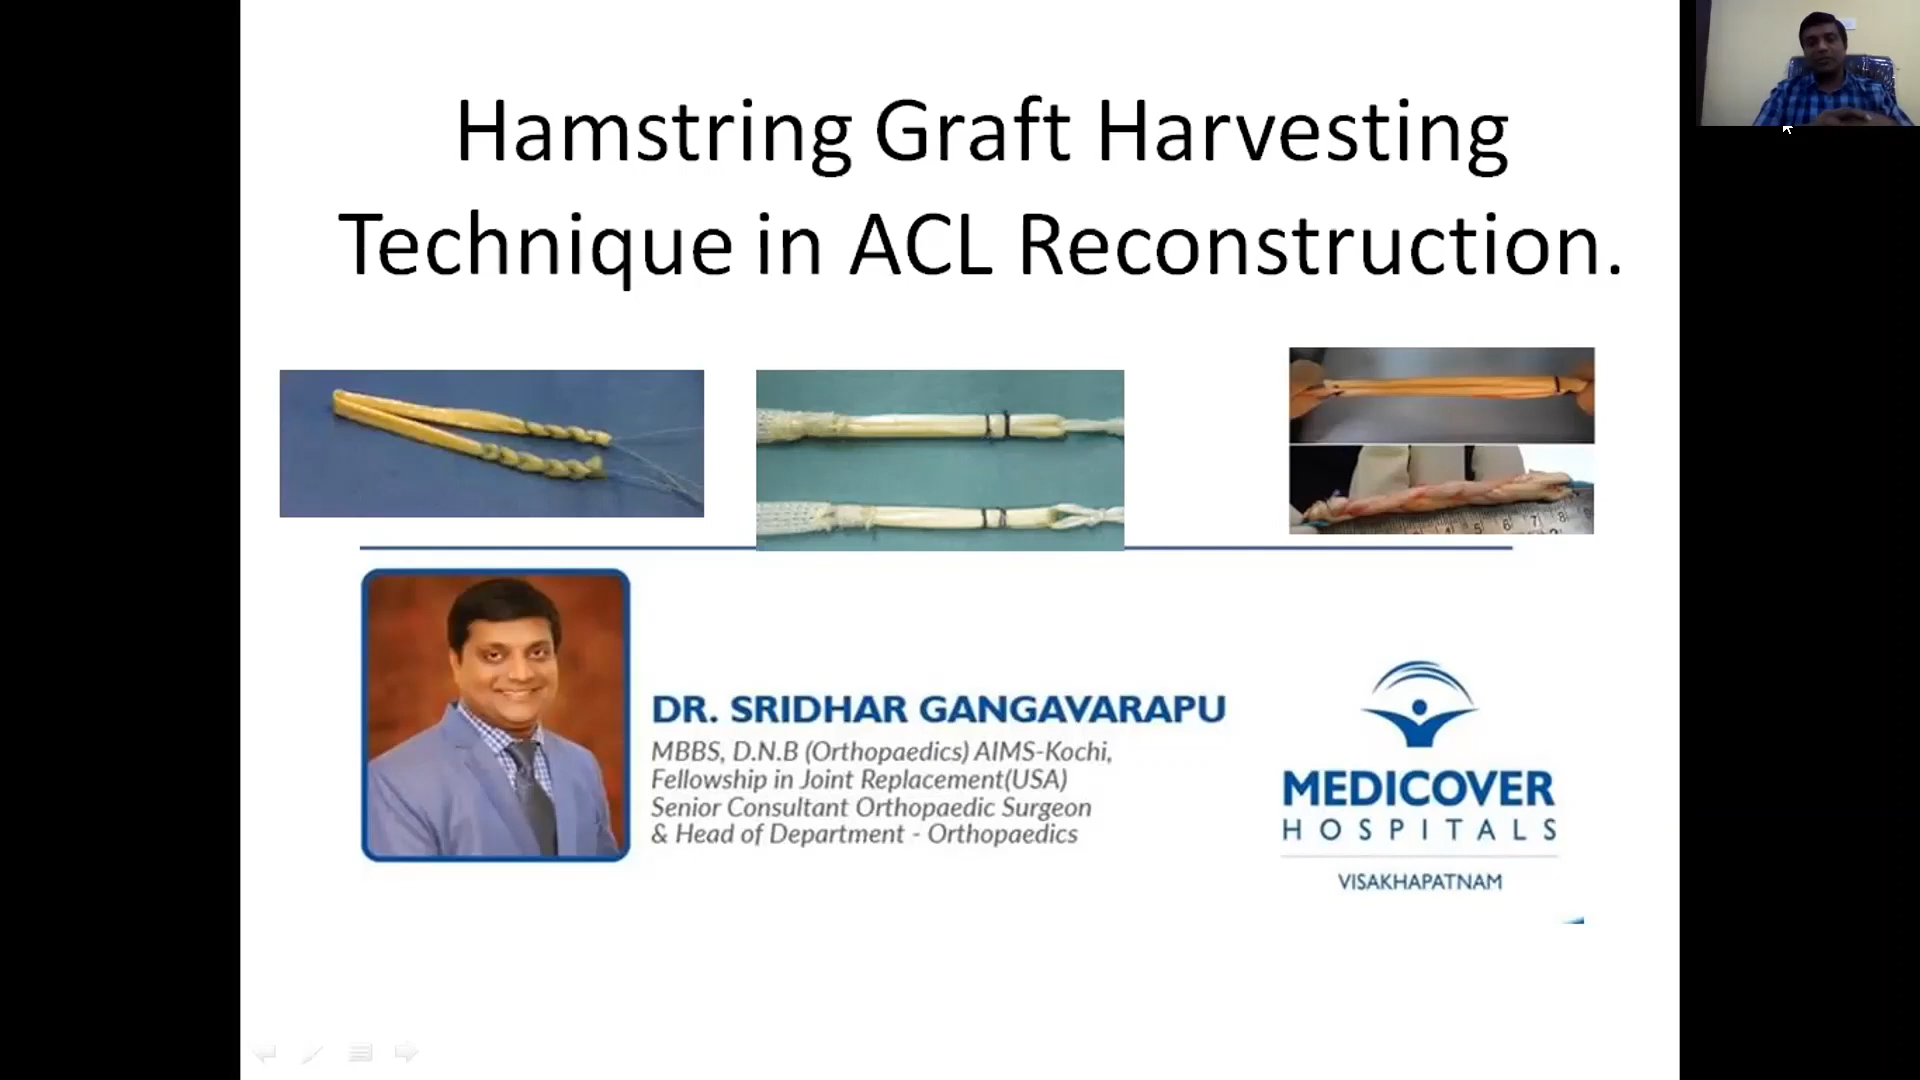 Hamstring Graft Harvesting
Technique in ACL Reconstruction.
DR. SRIDHAR GANGAVARAPU
MBBS, D.N.B (Orthopaedics) AIMS-Kochi,
Fellowship in Joint Replacement(USA)
Senior Consultant Orthopaedic Surgeon
& Head of Department - Orthopaedics
MEDICOVER
HOSPITALS
VISAKHAPATNAM